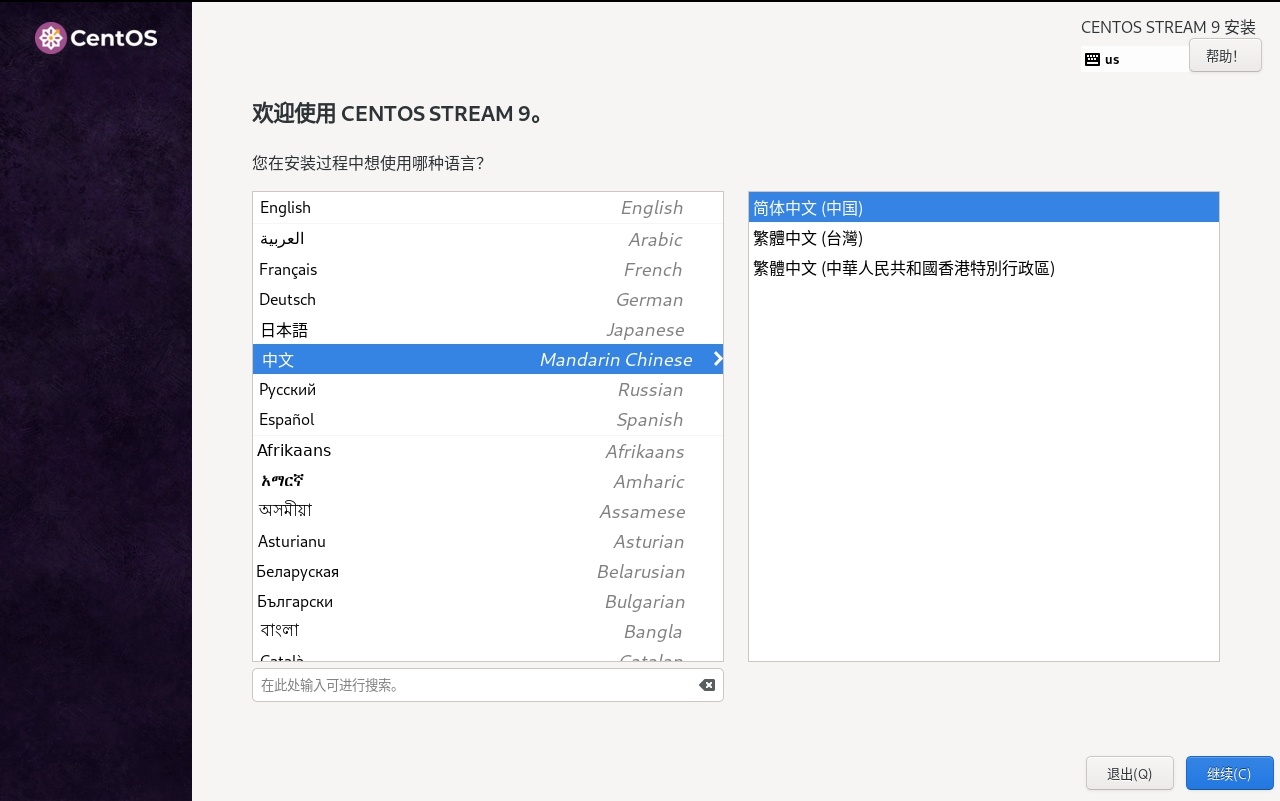 CentOS
CENTOS STREAM 9 安装
us
帮助!
欢迎使用 CENTOS STREAM 9。
您在安装过程中想使用哪种语言?
English English
العربية Arabic
Français French
Deutsch German
日本語 Japanese
中文 Mandarin Chinese
Русский Russian
Español Spanish
Afrikaans Afrikaans
አማርኛ Amharic
অসমীয়া Assamese
Asturianu Asturian
Беларуская Belarusian
Български Bulgarian
বাংলা Bangla
Català Catalan
在此处输入可进行搜索。
简体中文 (中国)
繁體中文 (台灣)
繁體中文 (中華人民共和國香港特別行政區)
退出(Q)
继续(C)